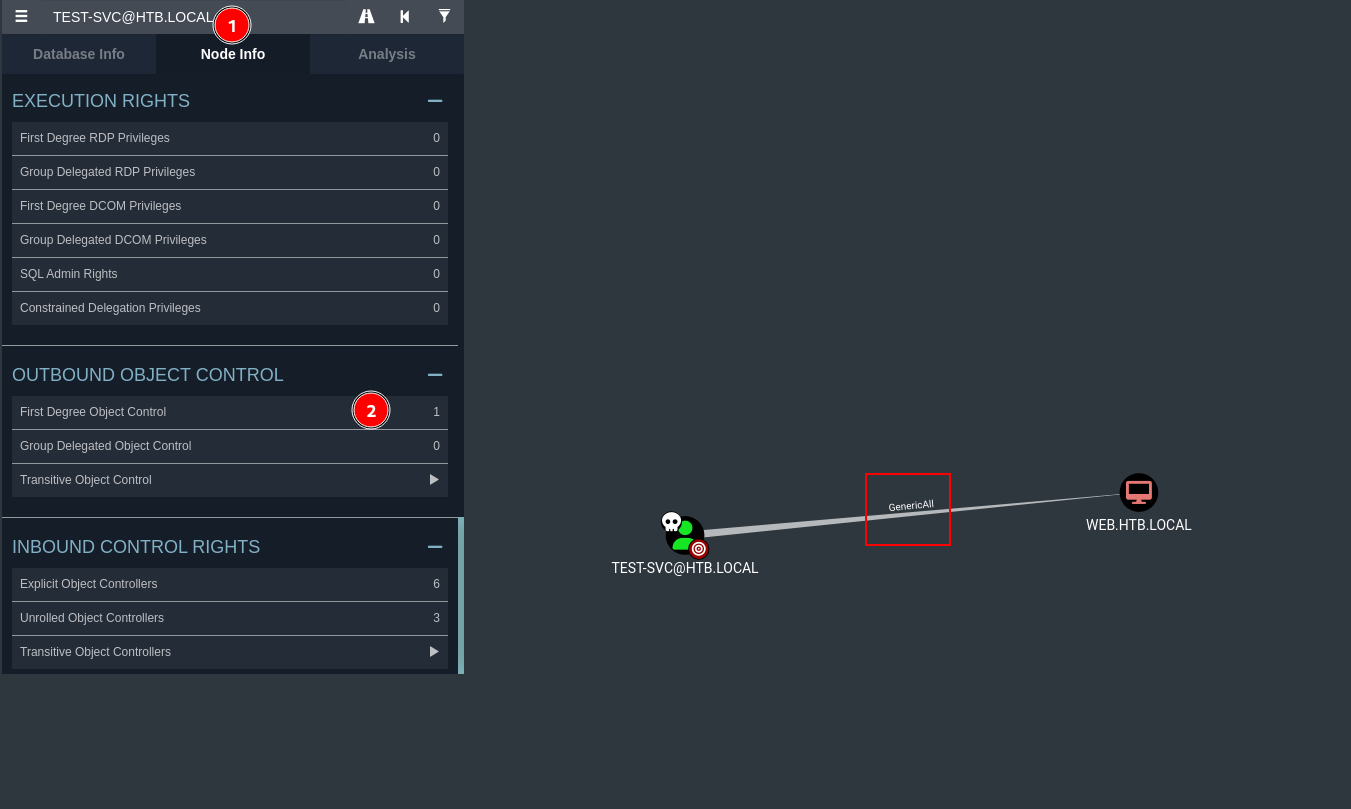 TEST-SVC@HTB.LOCAL
1
Database Info
Node Info
Analysis
EXECUTION RIGHTS
First Degree RDP Privileges 0
Group Delegated RDP Privileges 0
First Degree DCOM Privileges 0
Group Delegated DCOM Privileges 0
SQL Admin Rights 0
Constrained Delegation Privileges 0
OUTBOUND OBJECT CONTROL
First Degree Object Control 2 1
Group Delegated Object Control 0
Transitive Object Control
INBOUND CONTROL RIGHTS
Explicit Object Controllers 6
Unrolled Object Controllers 3
Transitive Object Controllers
GenericAll
WEB.HTB.LOCAL
TEST-SVC@HTB.LOCAL